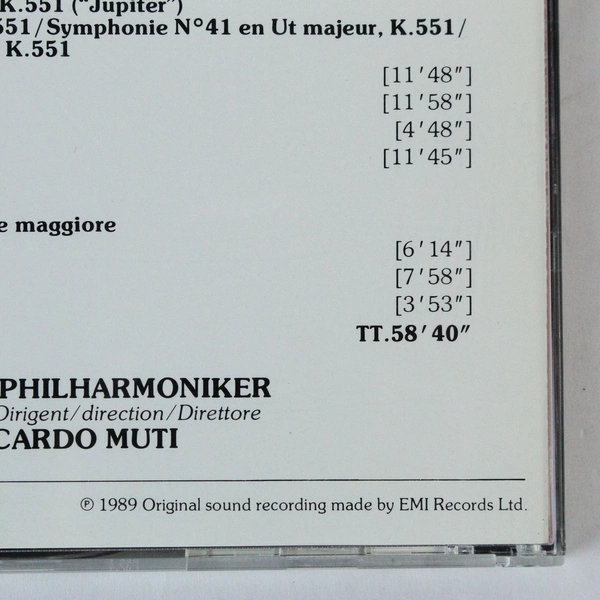 K.551 (“Jupiter”)
551/Symphonie N°41 en Ut majeur, K.551/
K.551
[11′48″]
[11′58″]
[4′48″]
[11′45″]
e maggiore
[6′14″]
[7′58″]
[3′53″]
TT.58′40″
PHILHARMONIKER
Dirigent/direction/Direttore
CARDO MUTI
℗ 1989 Original sound recording made by EMI Records Ltd.